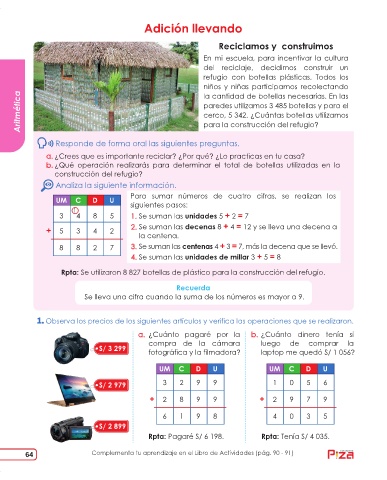 Adición llevando
Reciclamos y construimos
En mi escuela, para incentivar la cultura
del reciclaje, decidimos construir un
refugio con botellas plásticas. Todos los
niños y niñas participamos recolectando
la cantidad de botellas necesarias. En las
paredes utilizamos 3 485 botellas y para el
cerco, 5 342. ¿Cuántas botellas utilizamos
para la construcción del refugio?
Aritmética
Responde de forma oral las siguientes preguntas.
a. ¿Crees que es importante reciclar? ¿Por qué? ¿Lo practicas en tu casa?
b. ¿Qué operación realizarás para determinar el total de botellas utilizadas en la
construcción del refugio?
Analiza la siguiente información.
UM C D U
1
3 4 8 5
+ 5 3 4 2
8 8 2 7
Para sumar números de cuatro cifras, se realizan los
siguientes pasos:
1. Se suman las unidades 5 + 2 = 7
2. Se suman las decenas 8 + 4 = 12 y se lleva una decena a
la centena.
3. Se suman las centenas 4 + 3 = 7, más la decena que se llevó.
4. Se suman las unidades de millar 3 + 5 = 8
Rpta: Se utilizaron 8 827 botellas de plástico para la construcción del refugio.
Recuerda
Se lleva una cifra cuando la suma de los números es mayor a 9.
1. Observa los precios de los siguientes artículos y verifica las operaciones que se realizaron.
S/ 3 299
S/ 2 979
S/ 2 899
a. ¿Cuánto pagaré por la
compra de la cámara
fotográfica y la filmadora?
UM C D U
3 2 9 9
+ 2 8 9 9
6 1 9 8
Rpta: Pagaré S/ 6 198.
b. ¿Cuánto dinero tenía si
luego de comprar la
laptop me quedó S/ 1 056?
UM C D U
1 0 5 6
+ 2 9 7 9
4 0 3 5
Rpta: Tenía S/ 4 035.
64
Complementa tu aprendizaje en el Libro de Actividades (pág. 90 - 91)